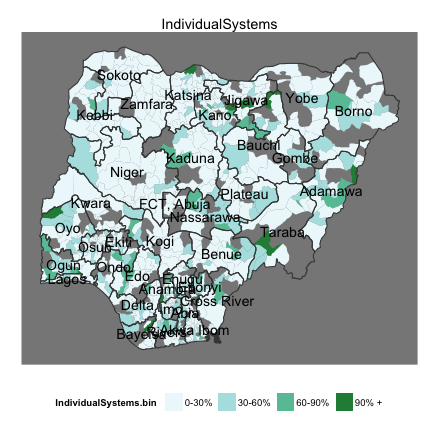 IndividualSystems
Sokoto
Katsina
Jigawa
Yobe
Borno
Zamfara
Kebbi
Kano
Bauchi
Gombe
Kaduna
Niger
Plateau
Adamawa
Kwara
FCT, Abuja
Nassarawa
Oyo
Taraba
Osun
Ekiti
Kogi
Benue
Ogun
Ondo
Lagos
Edo
Enugu
Ebonyi
Anambra
Cross River
Delta
Imo
Abia
Bayelsa
Rivers
Akwa Ibom
IndividualSystems.bin 0-30% 30-60% 60-90% 90% +